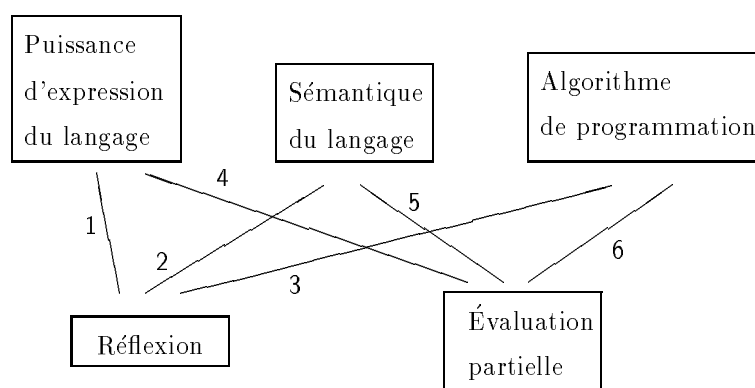 Puissance
d'expression
du langage
Sémantique
du langage
Algorithme
de programmation
4
5
1
2
3
6
Réflexion
Évaluation
partielle